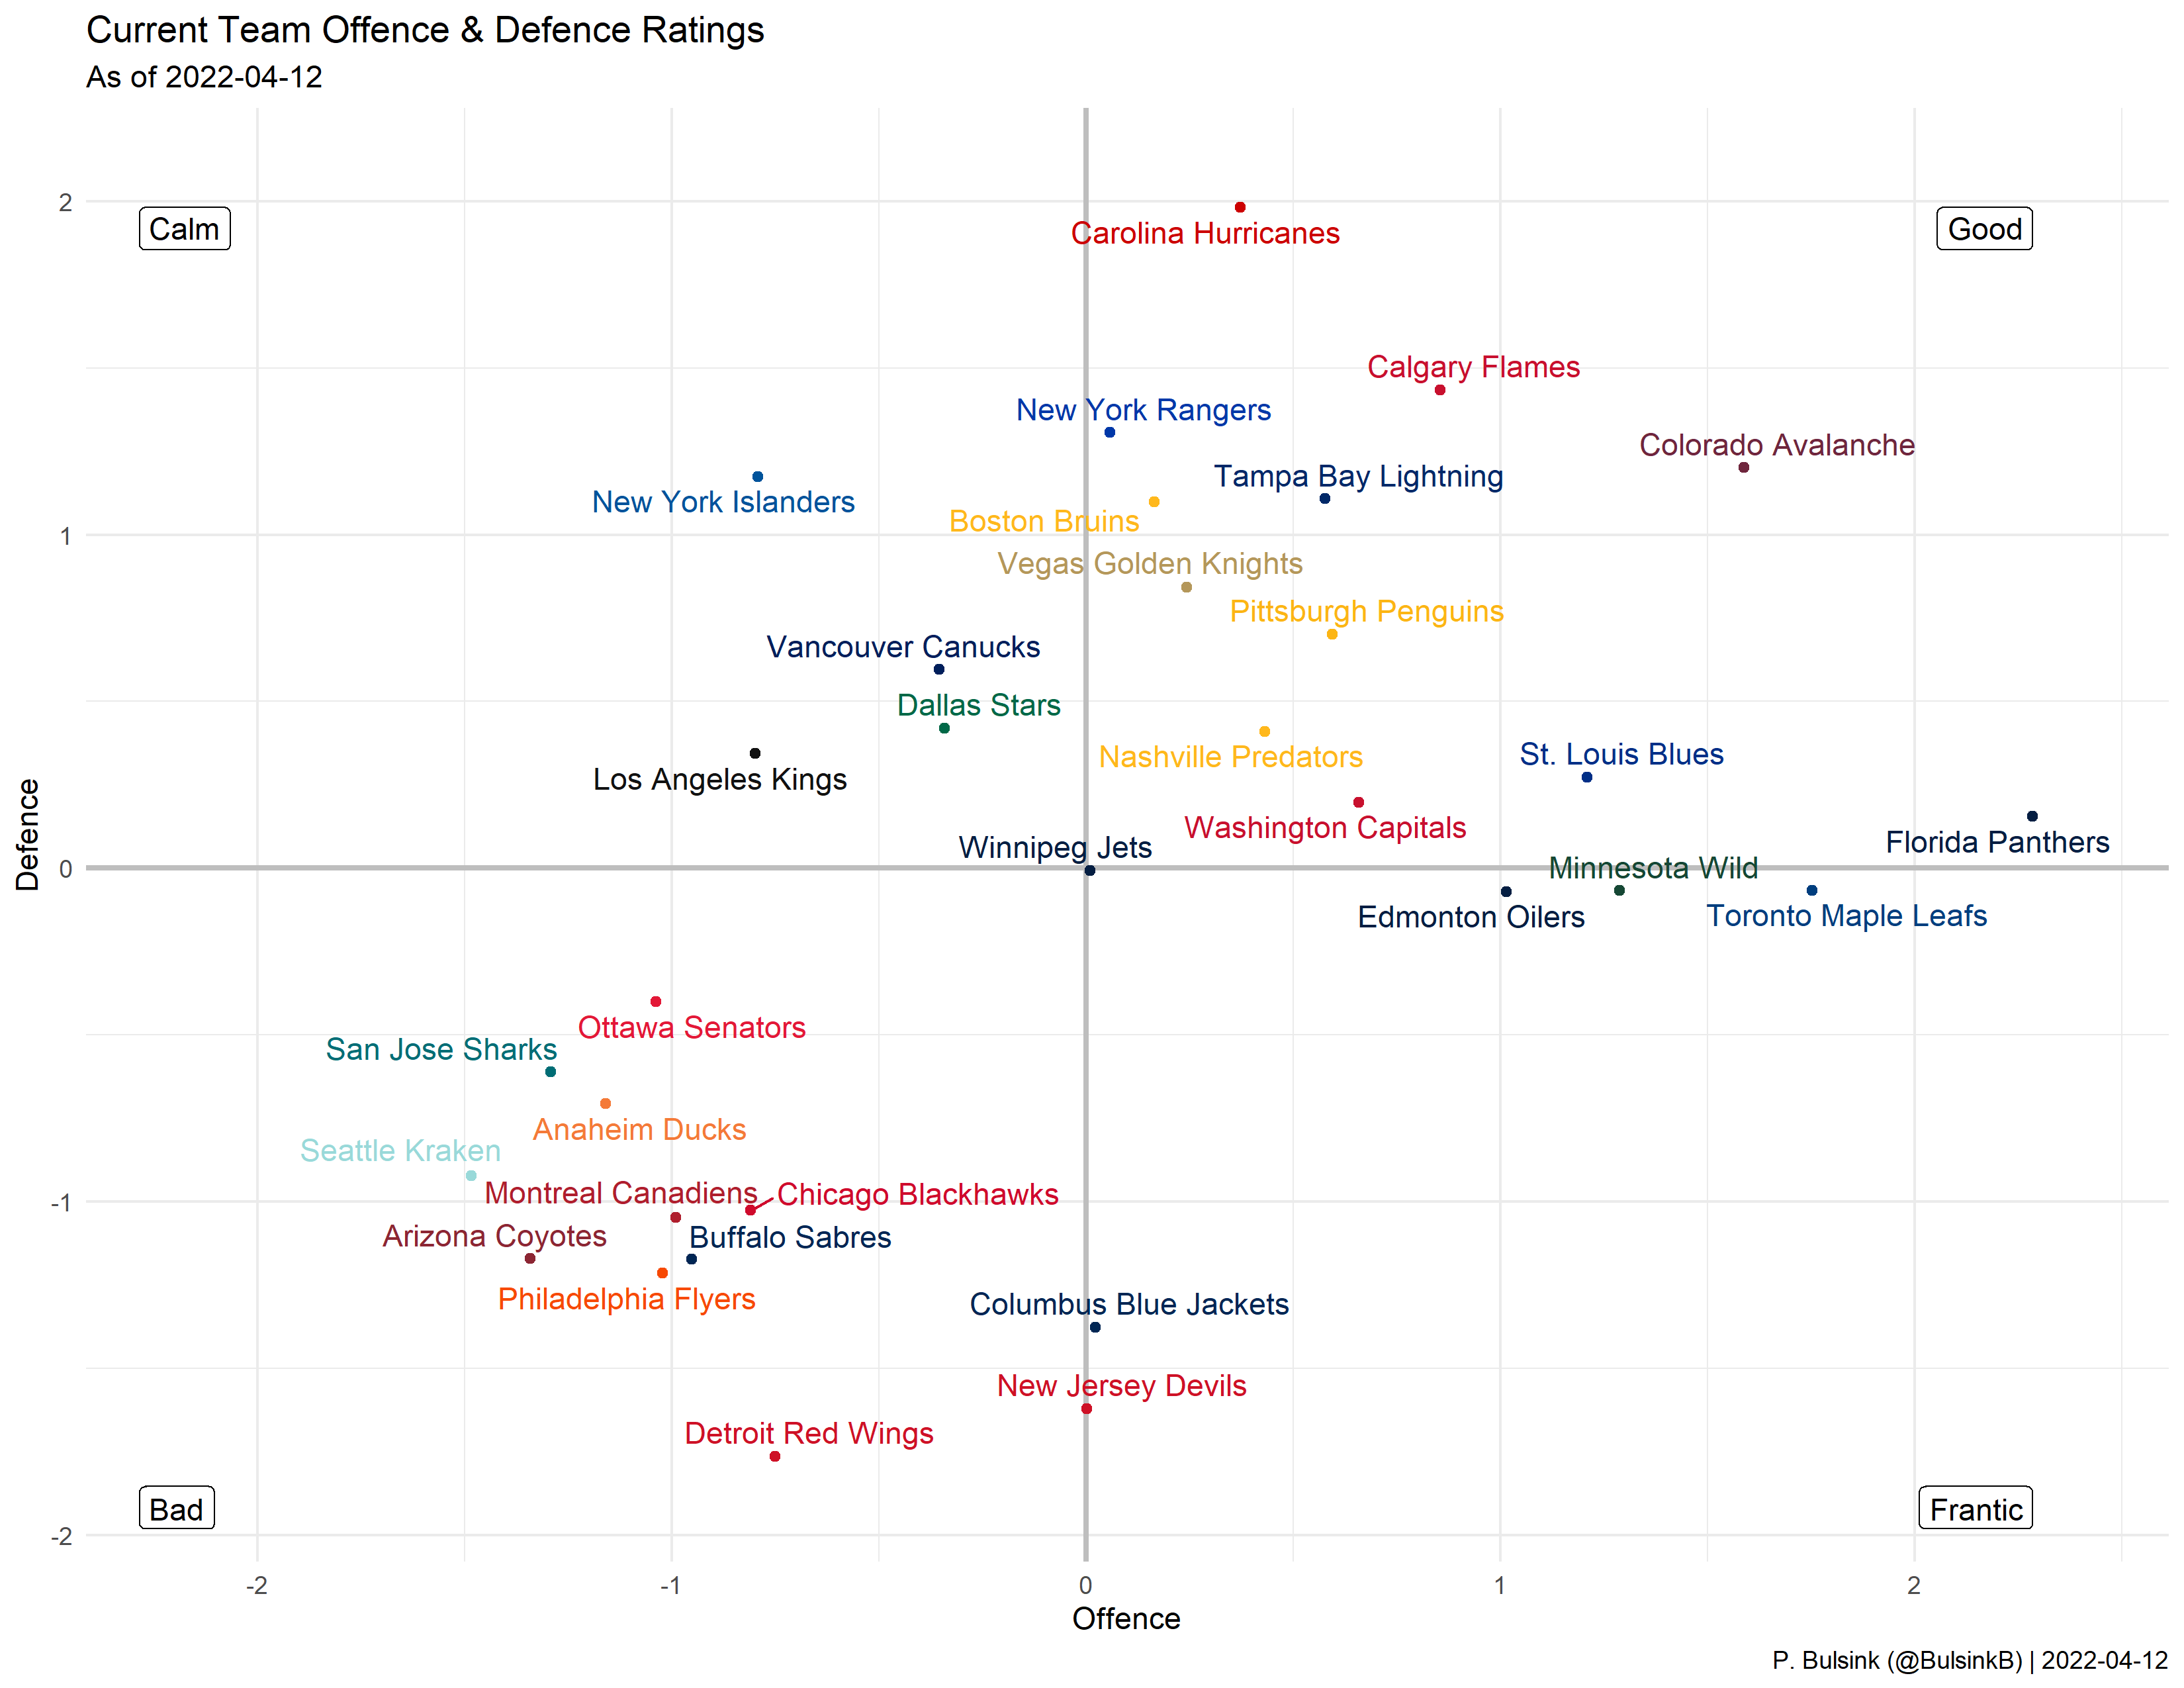 Current Team Offence & Defence Ratings
As of 2022-04-12
2
Calm
Good
Carolina Hurricanes
Calgary Flames
New York Rangers
Colorado Avalanche
Tampa Bay Lightning
New York Islanders
Boston Bruins
1
Vegas Golden Knights
Pittsburgh Penguins
Vancouver Canucks
Dallas Stars
Nashville Predators
St. Louis Blues
Los Angeles Kings
Washington Capitals
Florida Panthers
Winnipeg Jets
Defence
0
Minnesota Wild
Edmonton Oilers
Toronto Maple Leafs
Ottawa Senators
San Jose Sharks
Anaheim Ducks
Seattle Kraken
Montreal Canadiens
Chicago Blackhawks
-1
Arizona Coyotes
Buffalo Sabres
Philadelphia Flyers
Columbus Blue Jackets
New Jersey Devils
Detroit Red Wings
Bad
Frantic
-2
-2
-1
0
1
2
Offence
P. Bulsink (@BulsinkB) | 2022-04-12